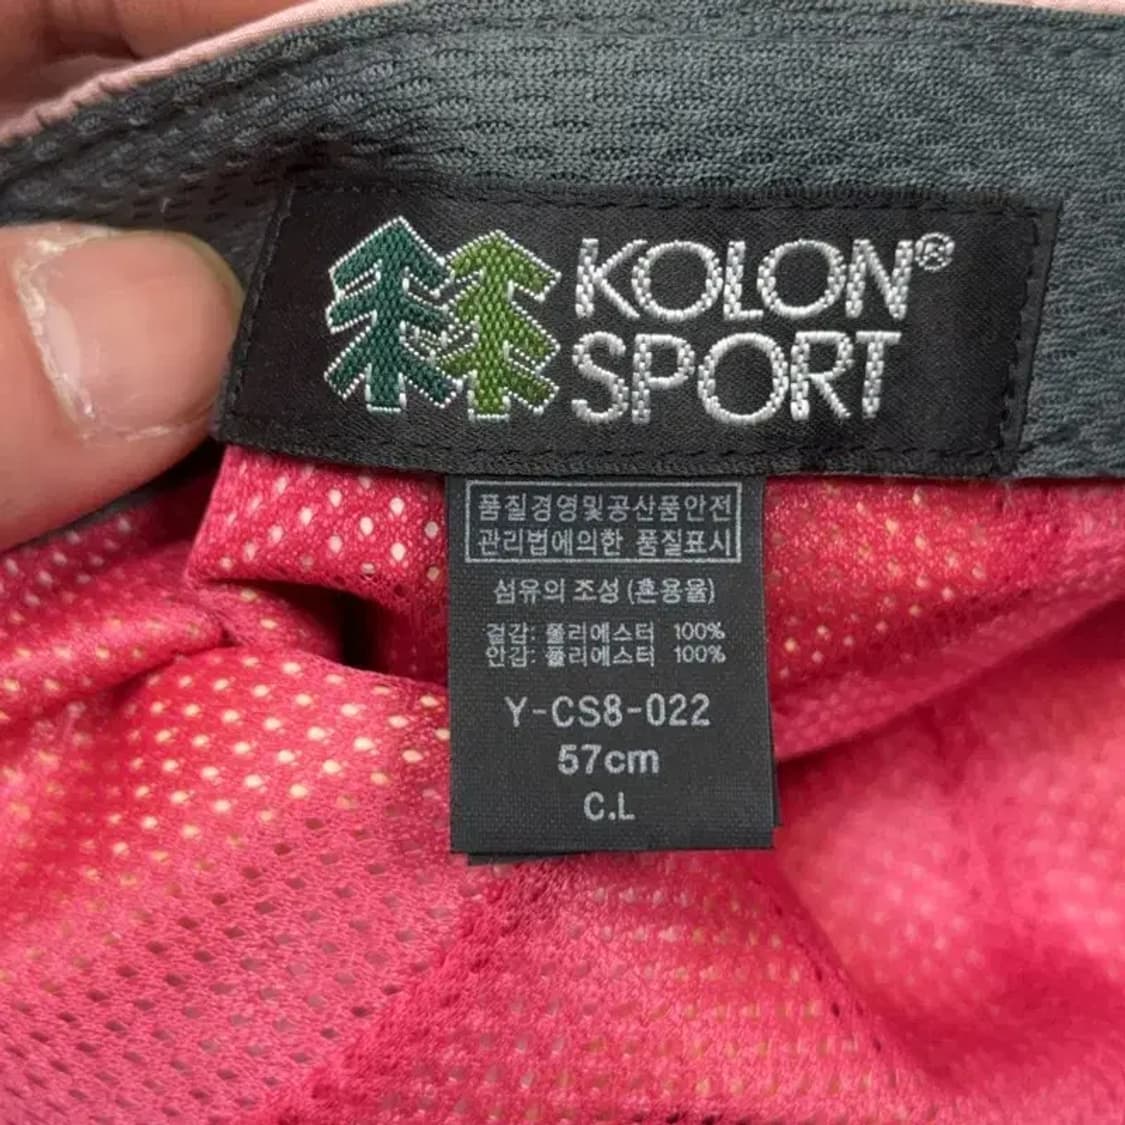 KOLON®
SPORT
품질경영및공산품안전
관리법에의한 품질표시
섬유의 조성 (혼용율)
겉감: 폴리에스터 100%
안감: 폴리에스터 100%
Y-CS8-022
57cm
C.L